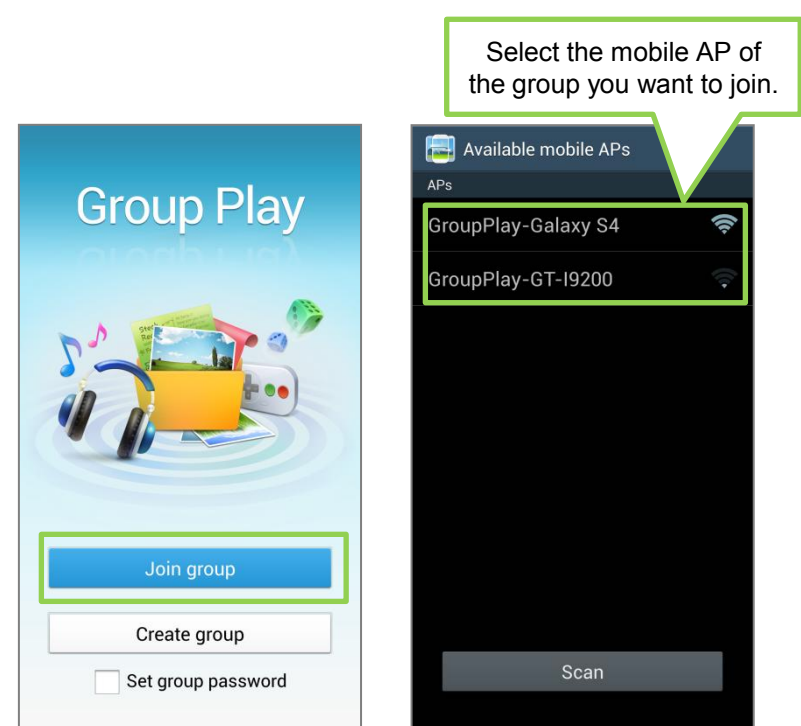 Select the mobile AP of
the group you want to join.
Group Play
Join group
Create group
Set group password
Available mobile APs
APs
GroupPlay-Galaxy S4
GroupPlay-GT-I9200
Scan